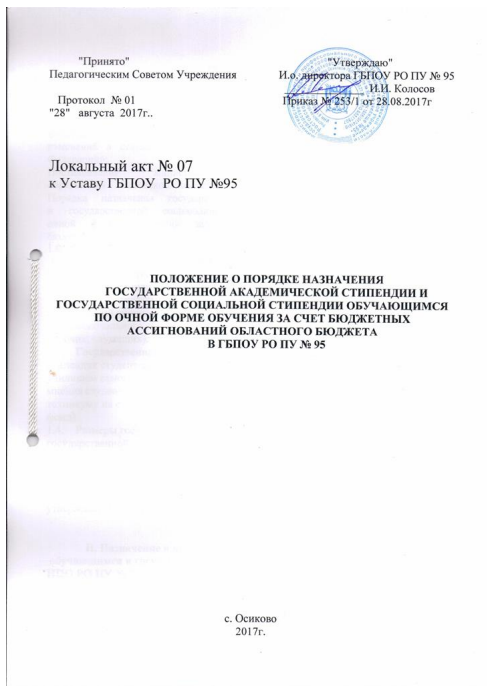 "Принято"
"Утверждаю"
Педагогическим Советом Учреждения
И.о. директора ГБПОУ РО ПУ № 95
И.И. Колосов
Протокол № 01
Приказ № 253/1 от 28.08.2017г
"28" августа 2017г..
Локальный акт № 07
к Уставу ГБПОУ РО ПУ №95
ПОЛОЖЕНИЕ О ПОРЯДКЕ НАЗНАЧЕНИЯ
ГОСУДАРСТВЕННОЙ АКАДЕМИЧЕСКОЙ СТИПЕНДИИ И
ГОСУДАРСТВЕННОЙ СОЦИАЛЬНОЙ СТИПЕНДИИ ОБУЧАЮЩИМСЯ
ПО ОЧНОЙ ФОРМЕ ОБУЧЕНИЯ ЗА СЧЕТ БЮДЖЕТНЫХ
АССИГНОВАНИЙ ОБЛАСТНОГО БЮДЖЕТА
В ГБПОУ РО ПУ № 95
с. Осиково
2017г.